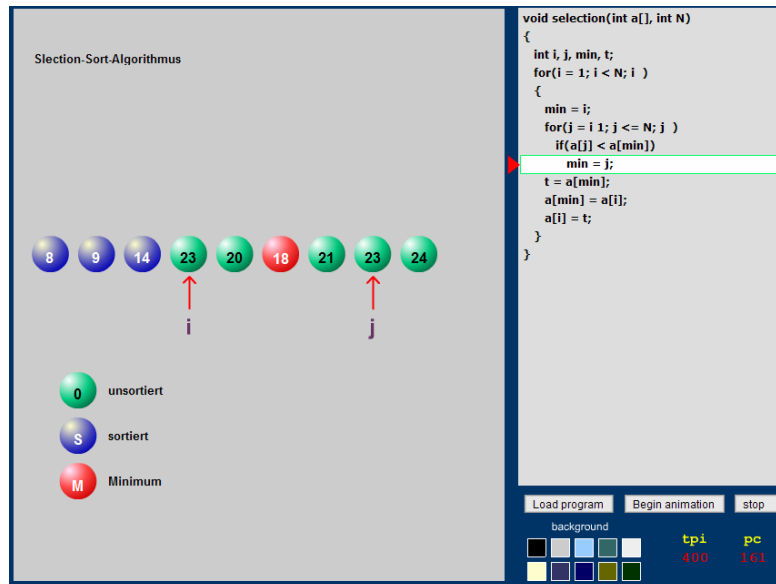 Slection-Sort-Algorithmus
8 9 14 23 20 18 21 23 24
i j
0 unsortiert
S sortiert
M Minimum
void selection(int a[], int N)
{
int i, j, min, t;
for(i = 1; i < N; i )
{
min = i;
for(j = i 1; j <= N; j )
if(a[j] < a[min])
min = j;
t = a[min];
a[min] = a[i];
a[i] = t;
}
}
Load program Begin animation stop
background
tpi pc
400 161